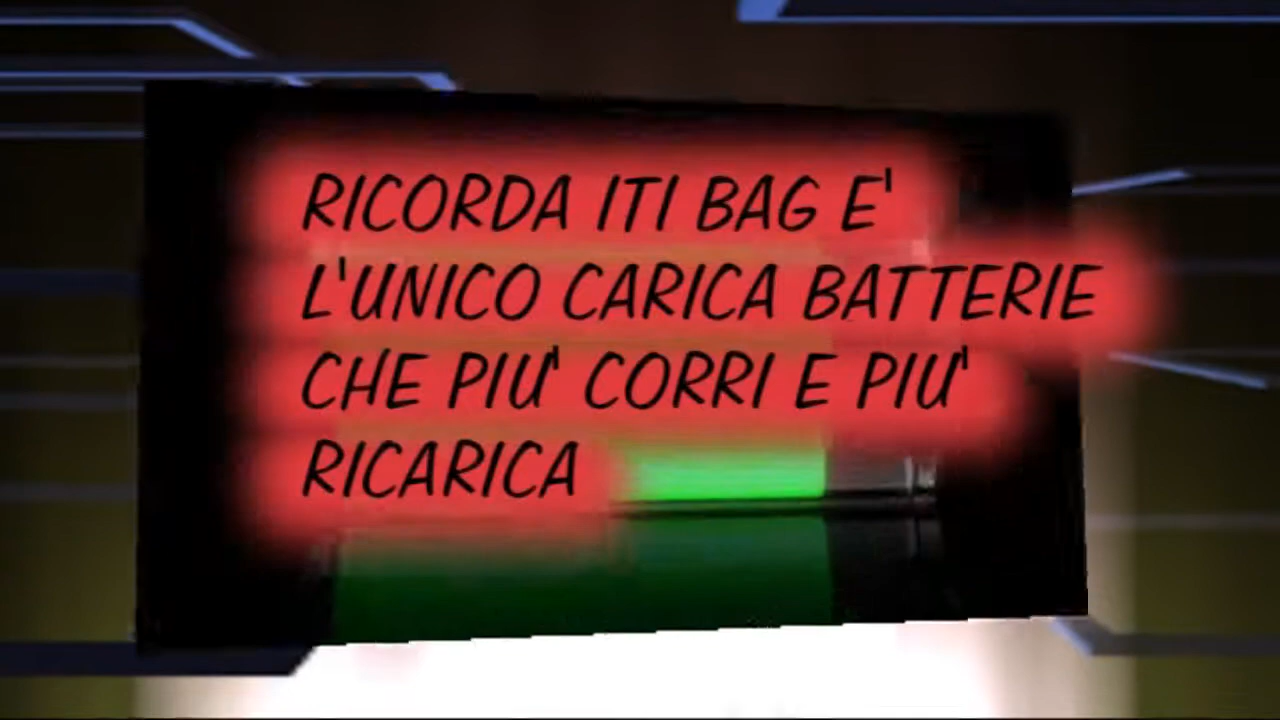 RICORDA ITI BAG E'
L'UNICO CARICA BATTERIE
CHE PIU' CORRI E PIU'
RICARICA